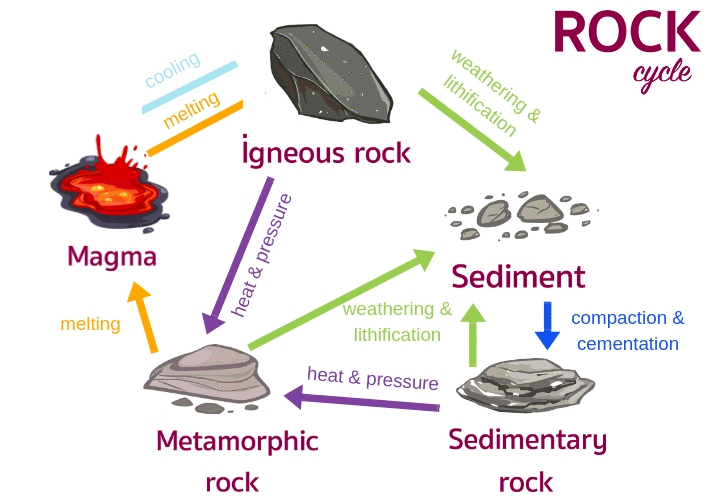 ROCK
cycle
cooling
melting
weathering &
lithification
Igneous rock
heat & pressure
Magma
Sediment
melting
weathering &
lithification
compaction &
cementation
heat & pressure
Metamorphic
rock
Sedimentary
rock